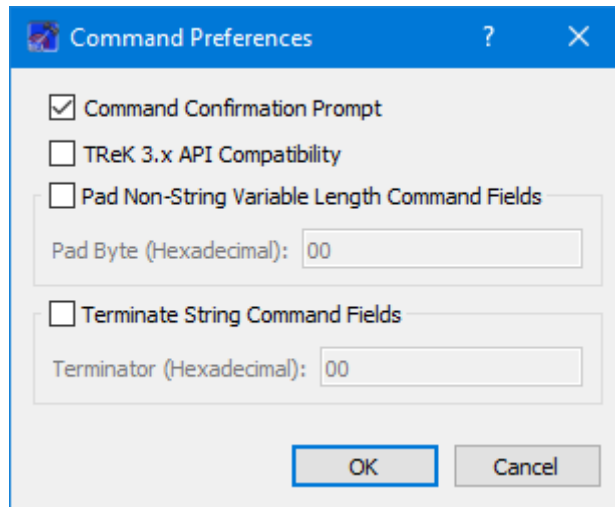 Command Preferences ?
Command Confirmation Prompt
TReK 3.x API Compatibility
Pad Non-String Variable Length Command Fields
Pad Byte (Hexadecimal): 00
Terminate String Command Fields
Terminator (Hexadecimal): 00
OK Cancel